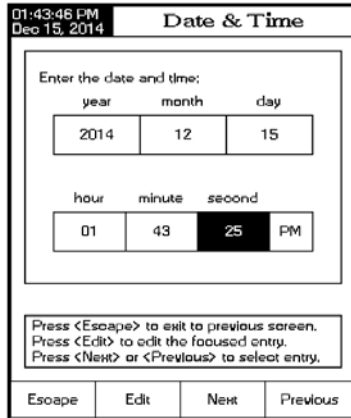 01:43:46 PM
Dec 15, 2014
Date & Time
Enter the date and time:
year month day
2014 12 15
hour minute second
01 43 25 PM
Press <Escape> to exit to previous screen.
Press <Edit> to edit the focused entry.
Press <Next> or <Previous> to select entry.
Escape Edit Next Previous